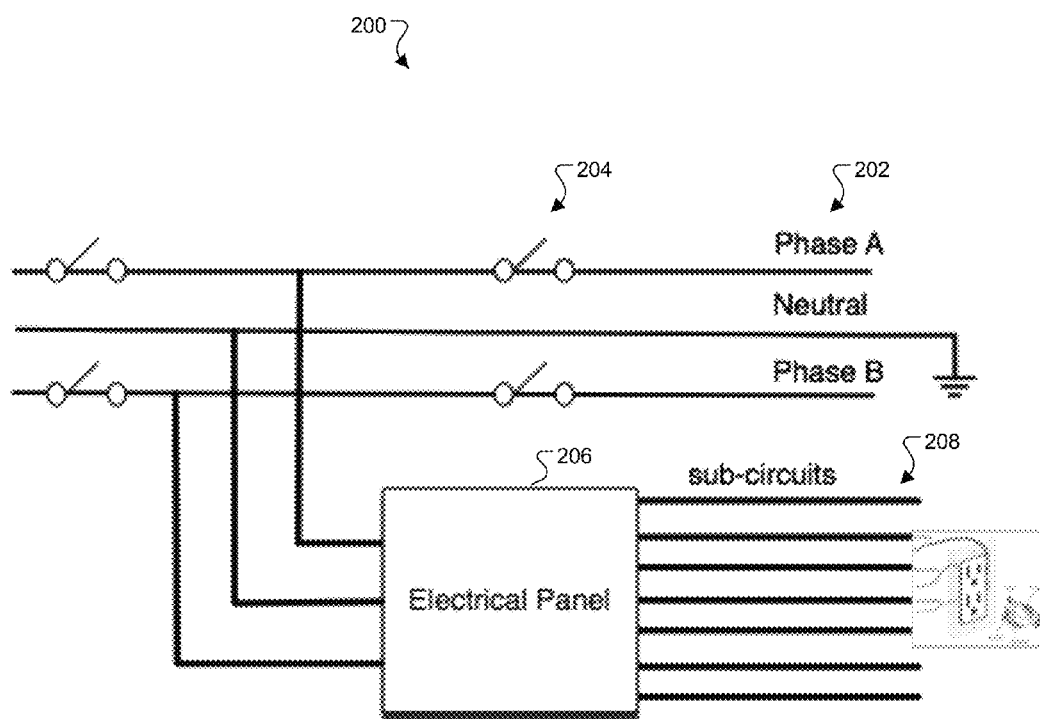 200
204
202
Phase A
Neutral
Phase B
206
208
sub-circuits
Electrical Panel